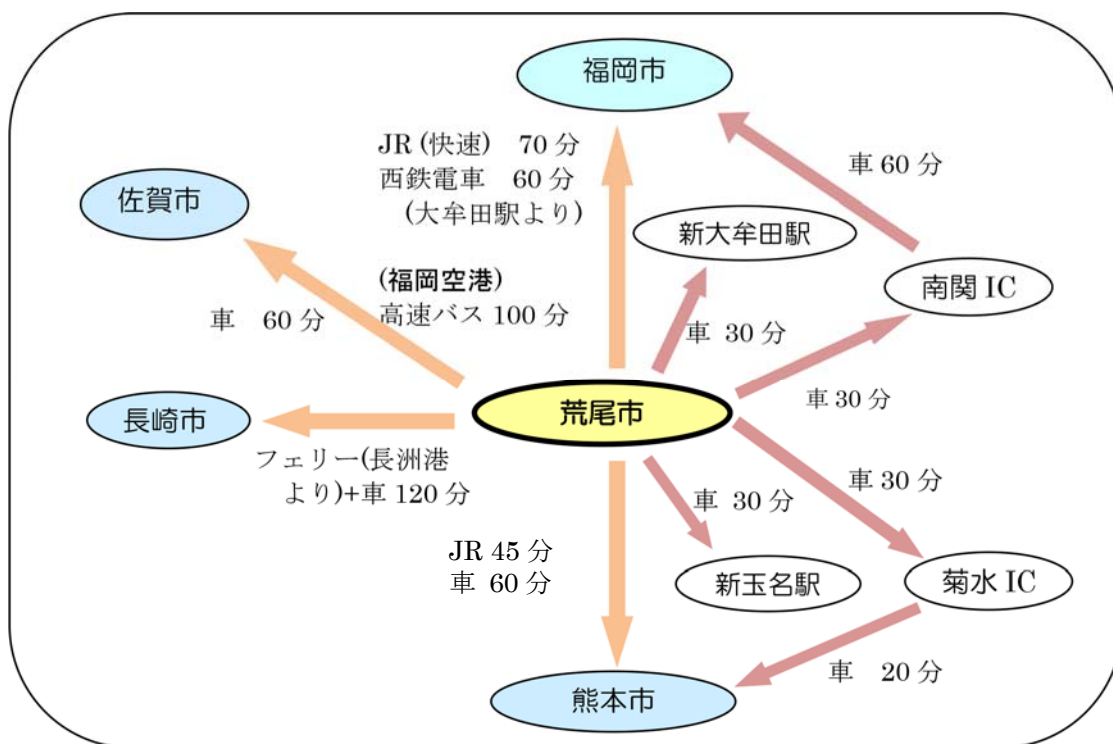 福岡市
JR (快速) 70 分
西鉄電車 60 分
(大牟田駅より)
車 60 分
佐賀市
新大牟田駅
(福岡空港)
高速バス 100 分
南関 IC
車 60 分
車 30 分
荒尾市
車 30 分
長崎市
フェリー(長洲港
より)+車 120 分
車 30 分
車 30 分
JR 45 分
車 60 分
新玉名駅
菊水 IC
車 20 分
熊本市